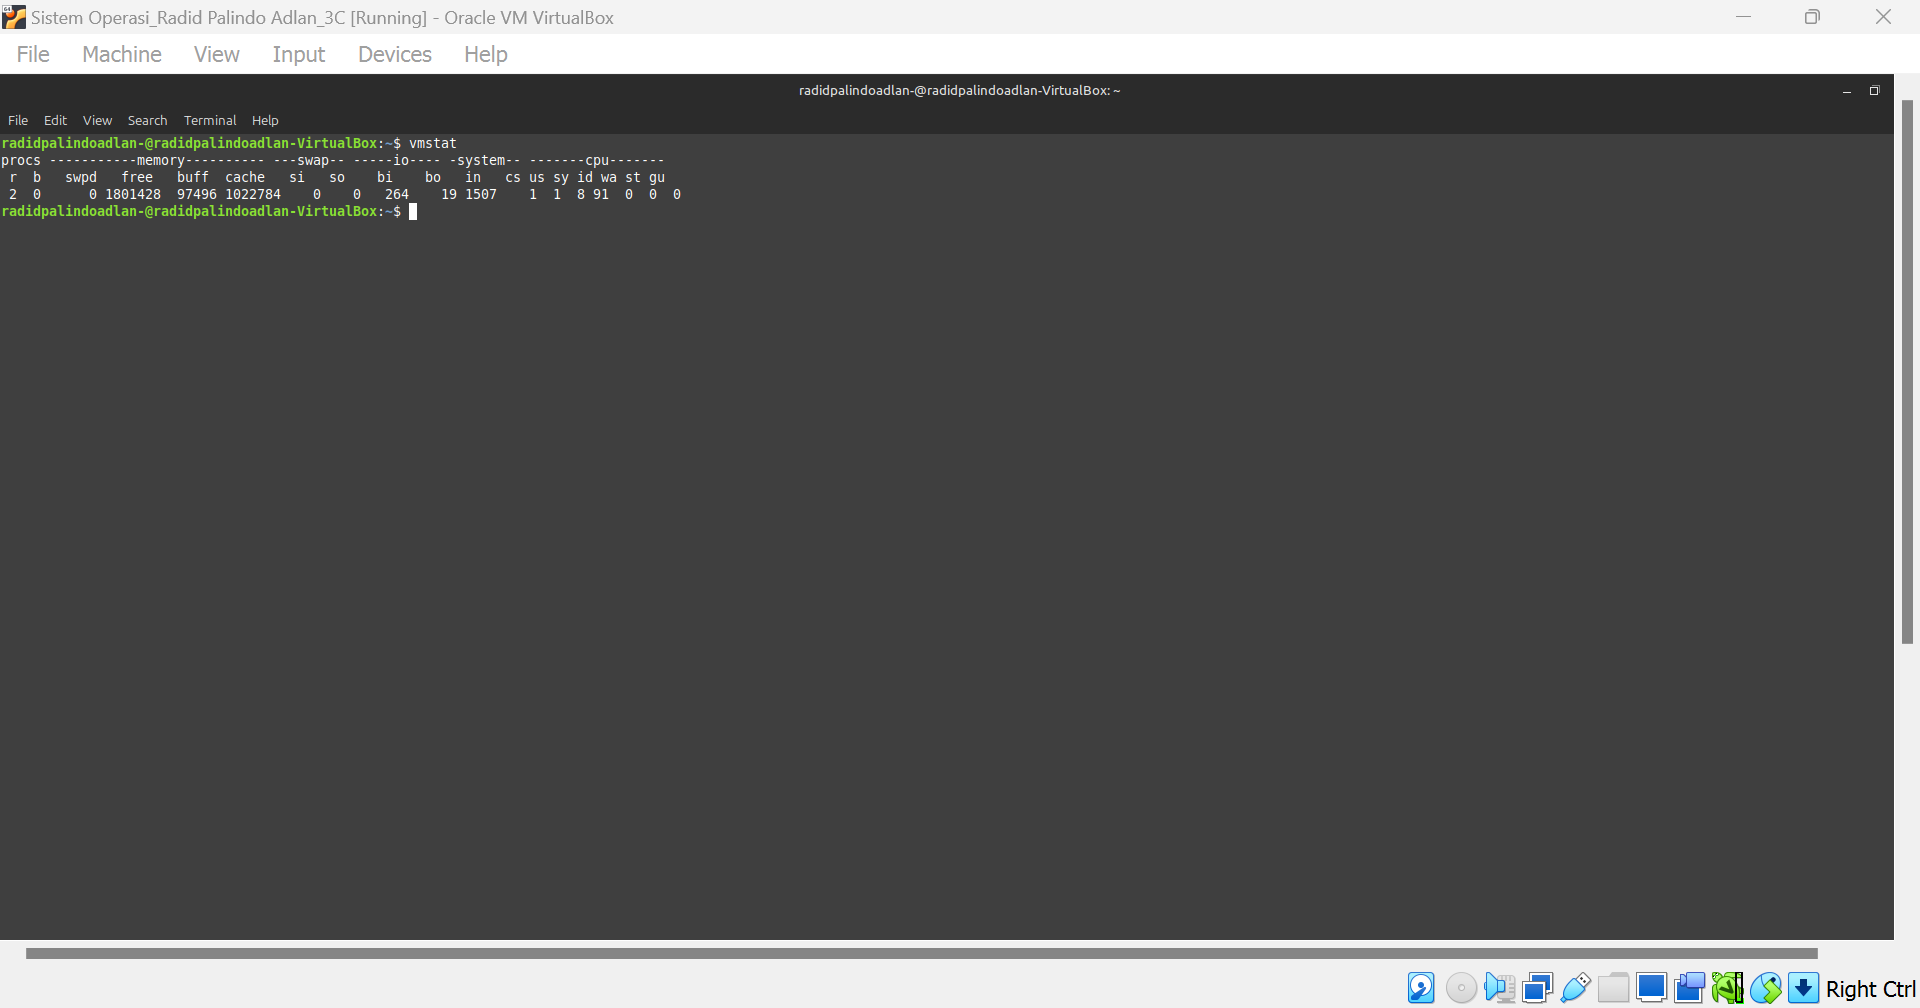 Sistem Operasi_Radid Palindo Adlan_3C [Running] - Oracle VM VirtualBox
File Machine View Input Devices Help
radidpalindoadlan-@radidpalindoadlan-VirtualBox: ~
File Edit View Search Terminal Help
radidpalindoadlan-@radidpalindoadlan-VirtualBox:~$ vmstat
procs -----------memory---------- ---swap-- -----io---- -system-- -------cpu-------
 r  b   swpd   free   buff  cache   si   so    bi    bo   in   cs us sy id wa st gu
 2  0      0 1801428  97496 1022784    0    0   264    19 1507    1  1  8 91  0  0  0
radidpalindoadlan-@radidpalindoadlan-VirtualBox:~$
Right Ctrl